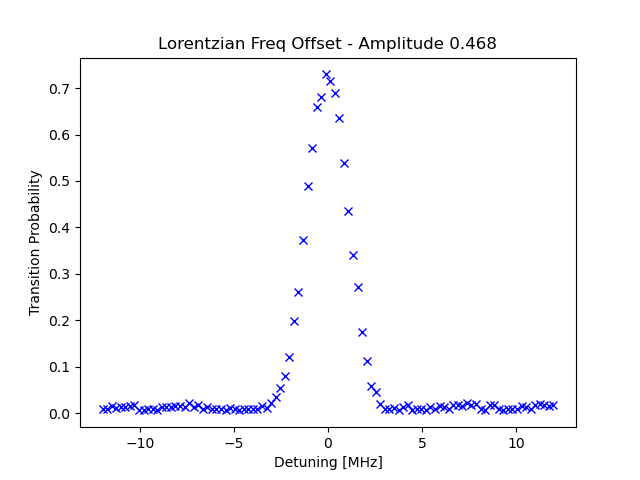 Lorentzian Freq Offset - Amplitude 0.468
Transition Probability
0.7
0.6
0.5
0.4
0.3
0.2
0.1
0.0
−10 −5 0 5 10
Detuning [MHz]